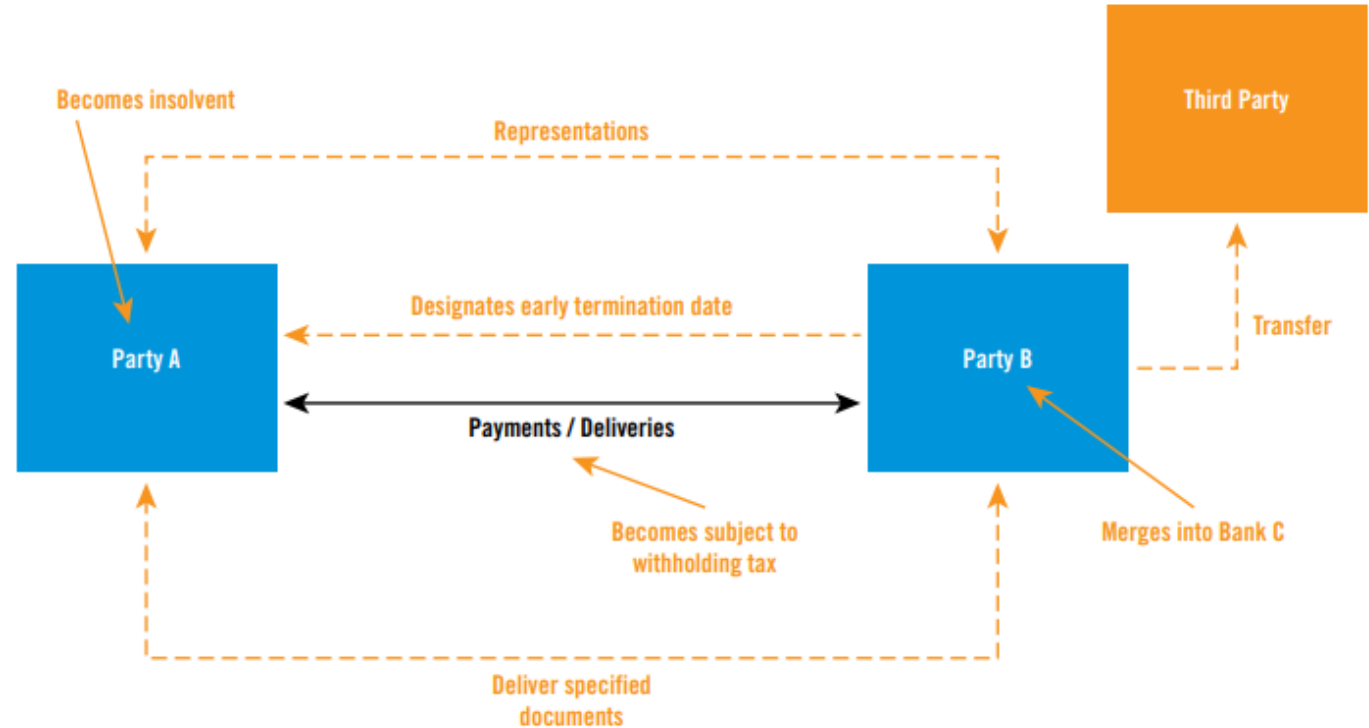 Becomes insolvent
Third Party
Representations
Designates early termination date
Party A
Party B
Transfer
Payments / Deliveries
Becomes subject to
withholding tax
Merges into Bank C
Deliver specified
documents